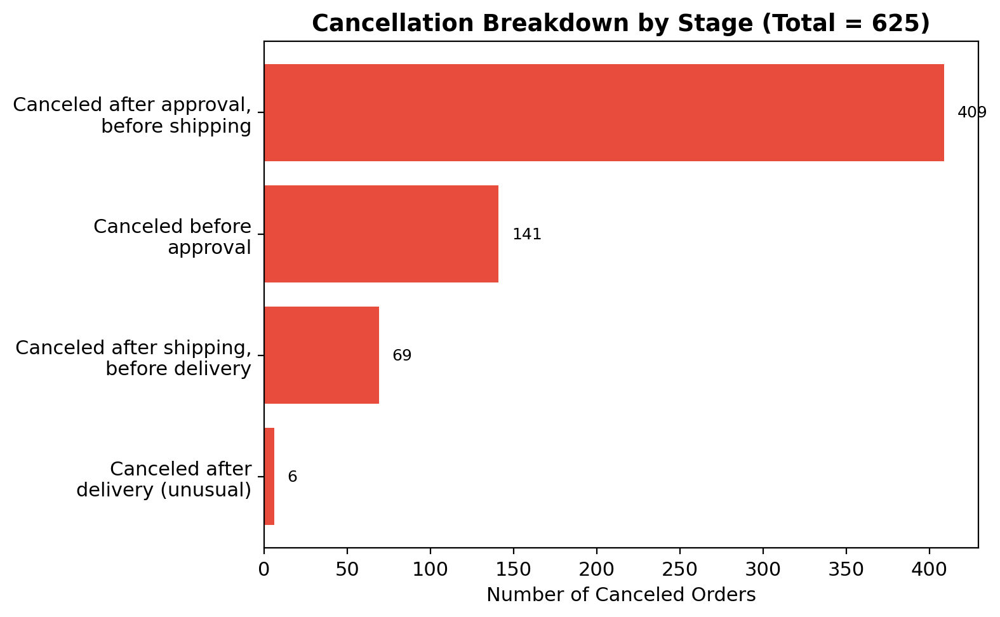 Cancellation Breakdown by Stage (Total = 625)
Canceled after approval,
before shipping
409
Canceled before
approval
141
Canceled after shipping,
before delivery
69
Canceled after
delivery (unusual)
6
0 50 100 150 200 250 300 350 400
Number of Canceled Orders